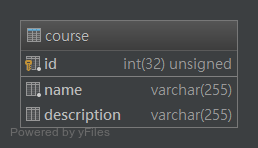 course
id int(32) unsigned
name varchar(255)
description varchar(255)
Powered by yFiles